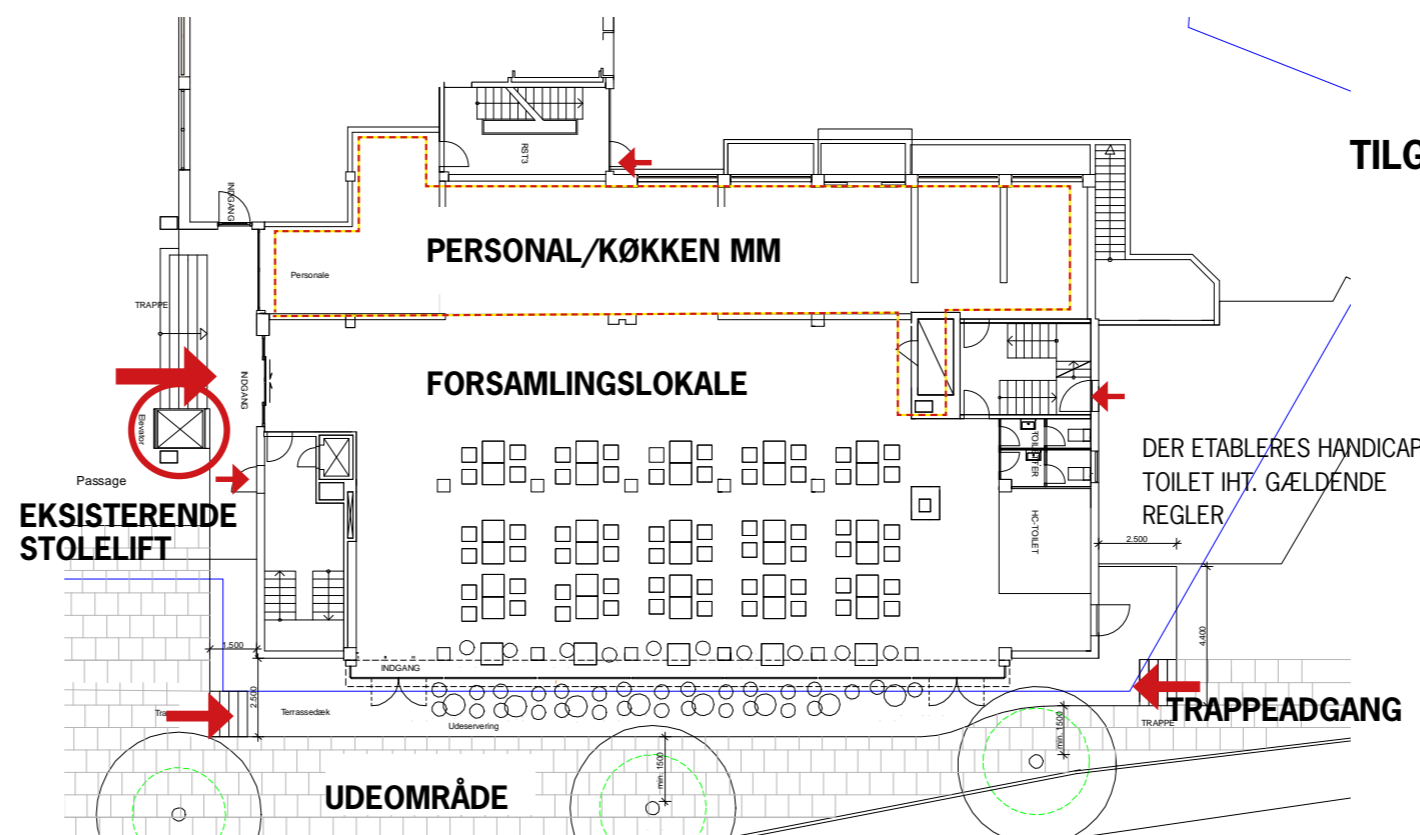 TILG
RST3
INDGANG
PERSONAL/KØKKEN MM
Personale
TRAPPE
FORSAMLINGSLOKALE
INDGANG
Elevator
DER ETABLERES HANDICAP
TOILET IHT. GÆLDENDE
REGLER
Passage
EKSISTERENDE
STOLELIFT
HC-TOILET
2.500
1.500
4.400
INDGANG
2.500
Terrassedæk
Udeservering
TRAPPEADGANG
TRAPPE
min. 1500
min. 1500
UDEOMRÅDE